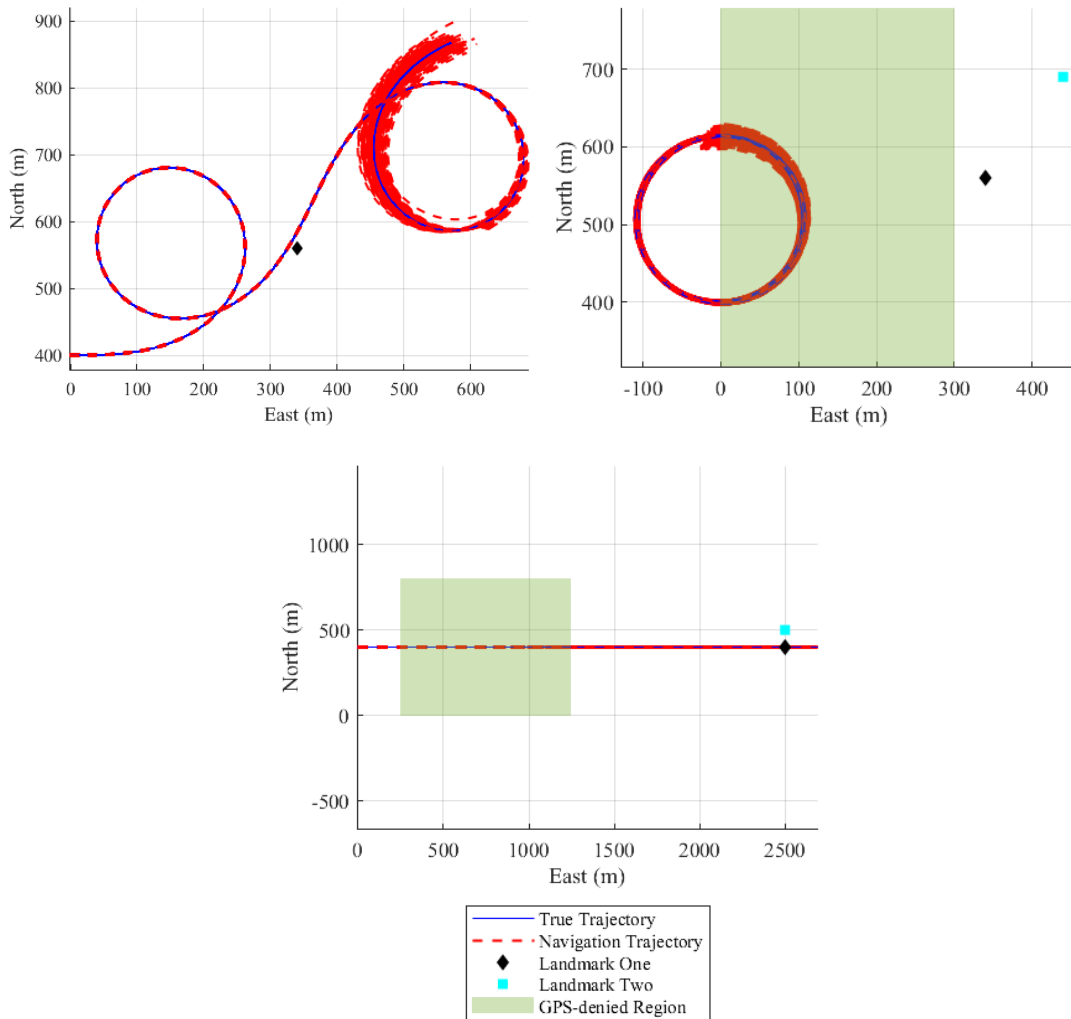 900
800
700
600
500
400
North (m)
0 100 200 300 400 500 600
East (m)
700
600
500
400
North (m)
-100 0 100 200 300 400
East (m)
1000
500
0
-500
North (m)
0 500 1000 1500 2000 2500
East (m)
True Trajectory
Navigation Trajectory
Landmark One
Landmark Two
GPS-denied Region